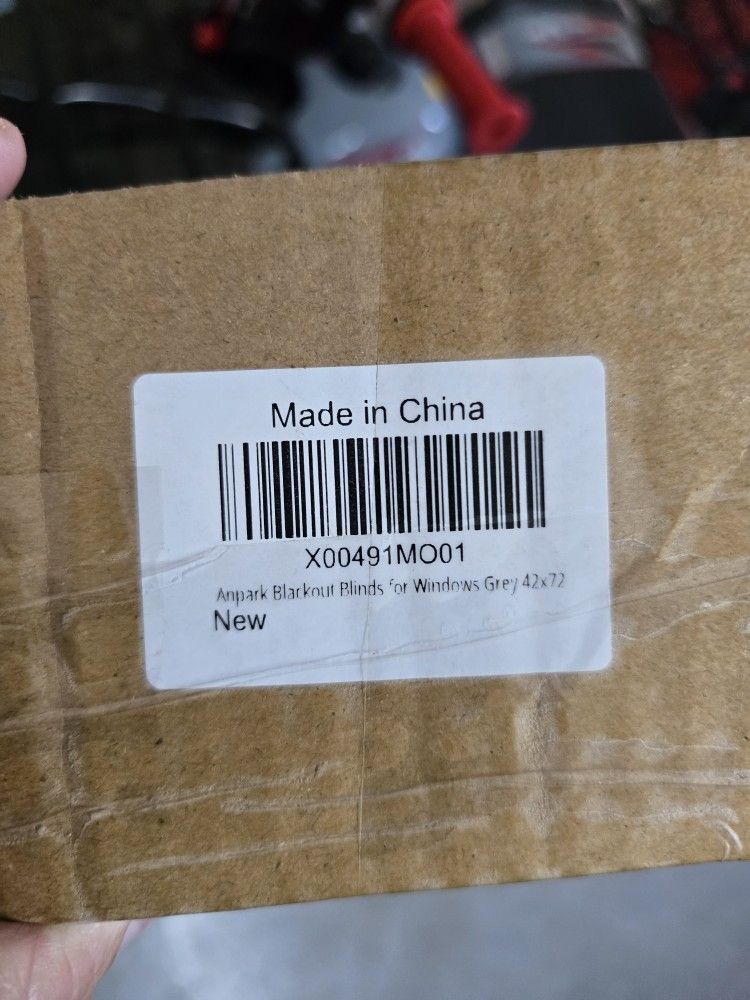 Made in China
X00491MO01
Anpark Blackout Blinds for Windows Grey 42x72
New